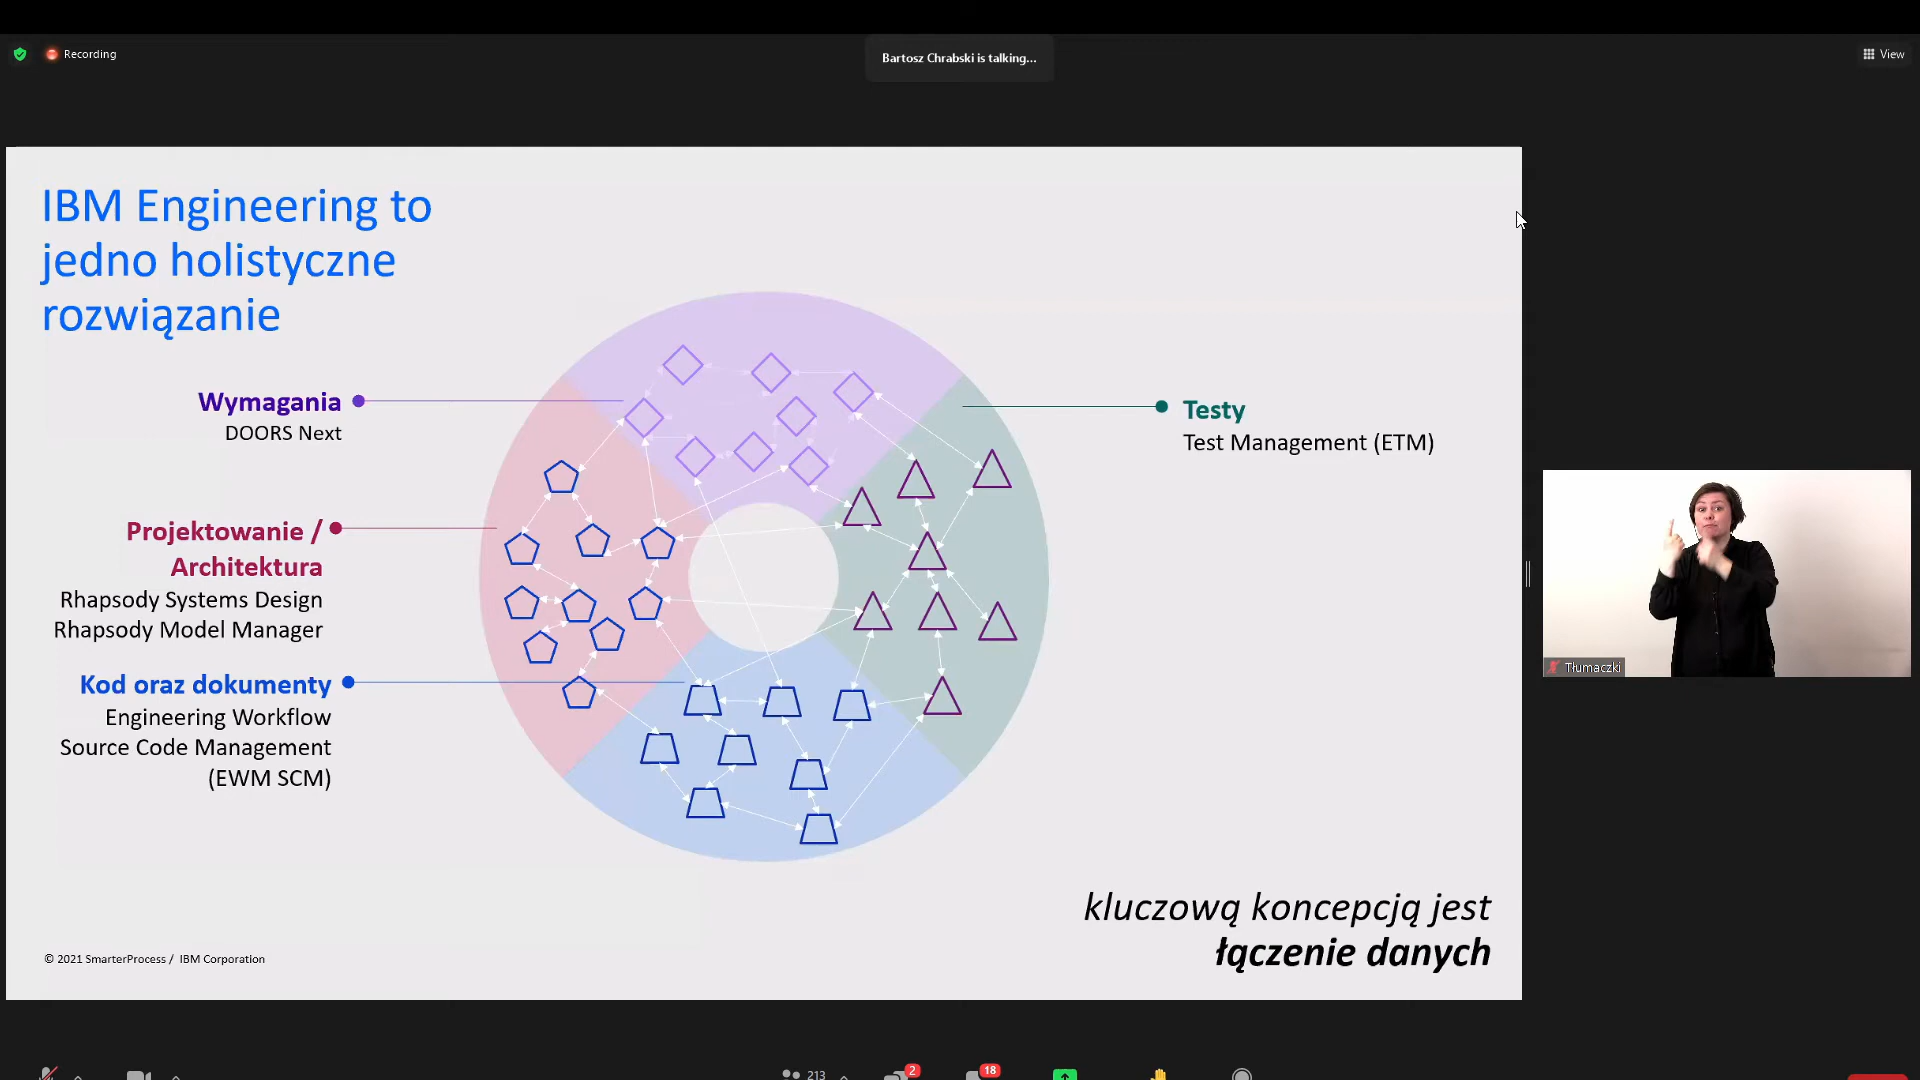 Recording
Bartosz Chrabski is talking...
View
IBM Engineering to
jedno holistyczne
rozwiązanie
Wymagania
DOORS Next
Testy
Test Management (ETM)
Projektowanie /
Architektura
Rhapsody Systems Design
Rhapsody Model Manager
Kod oraz dokumenty
Engineering Workflow
Source Code Management
(EWM SCM)
Tłumaczki
kluczową koncepcją jest
łączenie danych
© 2021 SmarterProcess / IBM Corporation
213
2
18